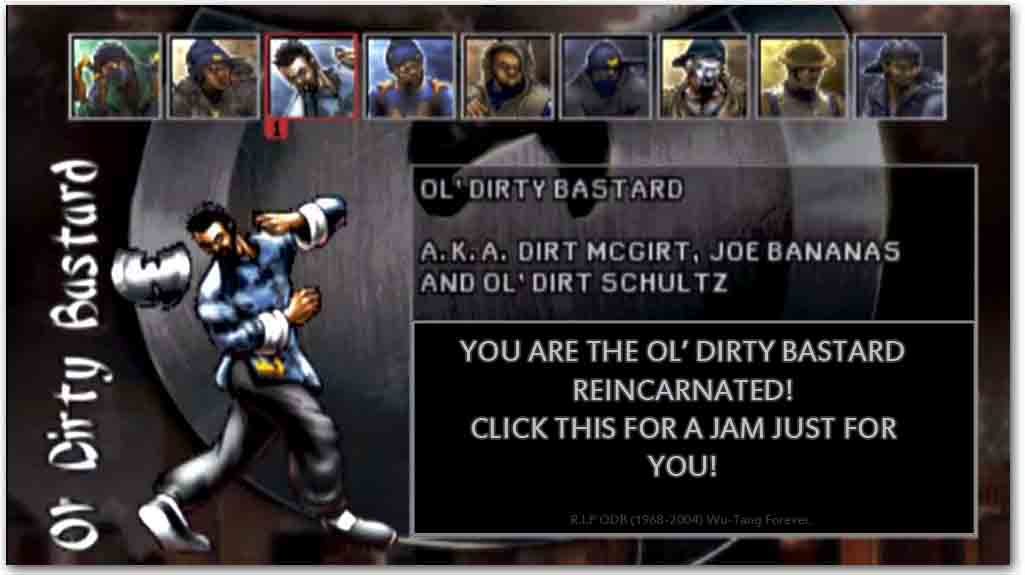 1
Ol' Dirty Bastard
OL' DIRTY BASTARD
A.K.A. DIRT MCGIRT, JOE BANANAS
AND OL' DIRT SCHULTZ
YOU ARE THE OL’ DIRTY BASTARD
REINCARNATED!
CLICK THIS FOR A JAM JUST FOR
YOU!
R.I.P ODB (1968-2004) Wu-Tang Forever.